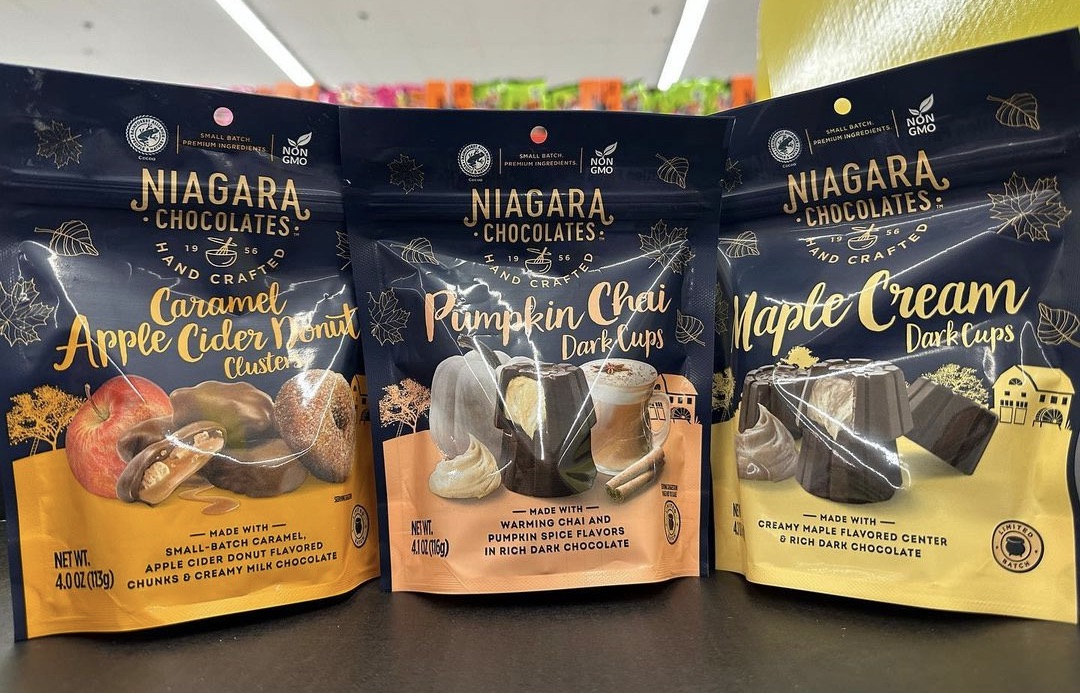 Cocoa
SMALL BATCH.
PREMIUM INGREDIENTS.
NON
GMO
NIAGARA
CHOCOLATES
19 56
HAND CRAFTED
Caramel
Apple Cider Donut
Clusters
MADE WITH
SMALL-BATCH CARAMEL,
APPLE CIDER DONUT FLAVORED
CHUNKS & CREAMY MILK CHOCOLATE
NET WT.
4.0 OZ (113g)
Cocoa
SMALL BATCH.
PREMIUM INGREDIENTS.
NON
GMO
NIAGARA
CHOCOLATES
19 56
HAND CRAFTED
Pumpkin Chai
Dark Cups
MADE WITH
WARMING CHAI AND
PUMPKIN SPICE FLAVORS
IN RICH DARK CHOCOLATE
NET WT.
4.1 OZ (116g)
Cocoa
SMALL BATCH.
PREMIUM INGREDIENTS.
NON
GMO
NIAGARA
CHOCOLATES
19 56
HAND CRAFTED
Maple Cream
Dark Cups
MADE WITH
CREAMY MAPLE FLAVORED CENTER
& RICH DARK CHOCOLATE
LIMITED
BATCH